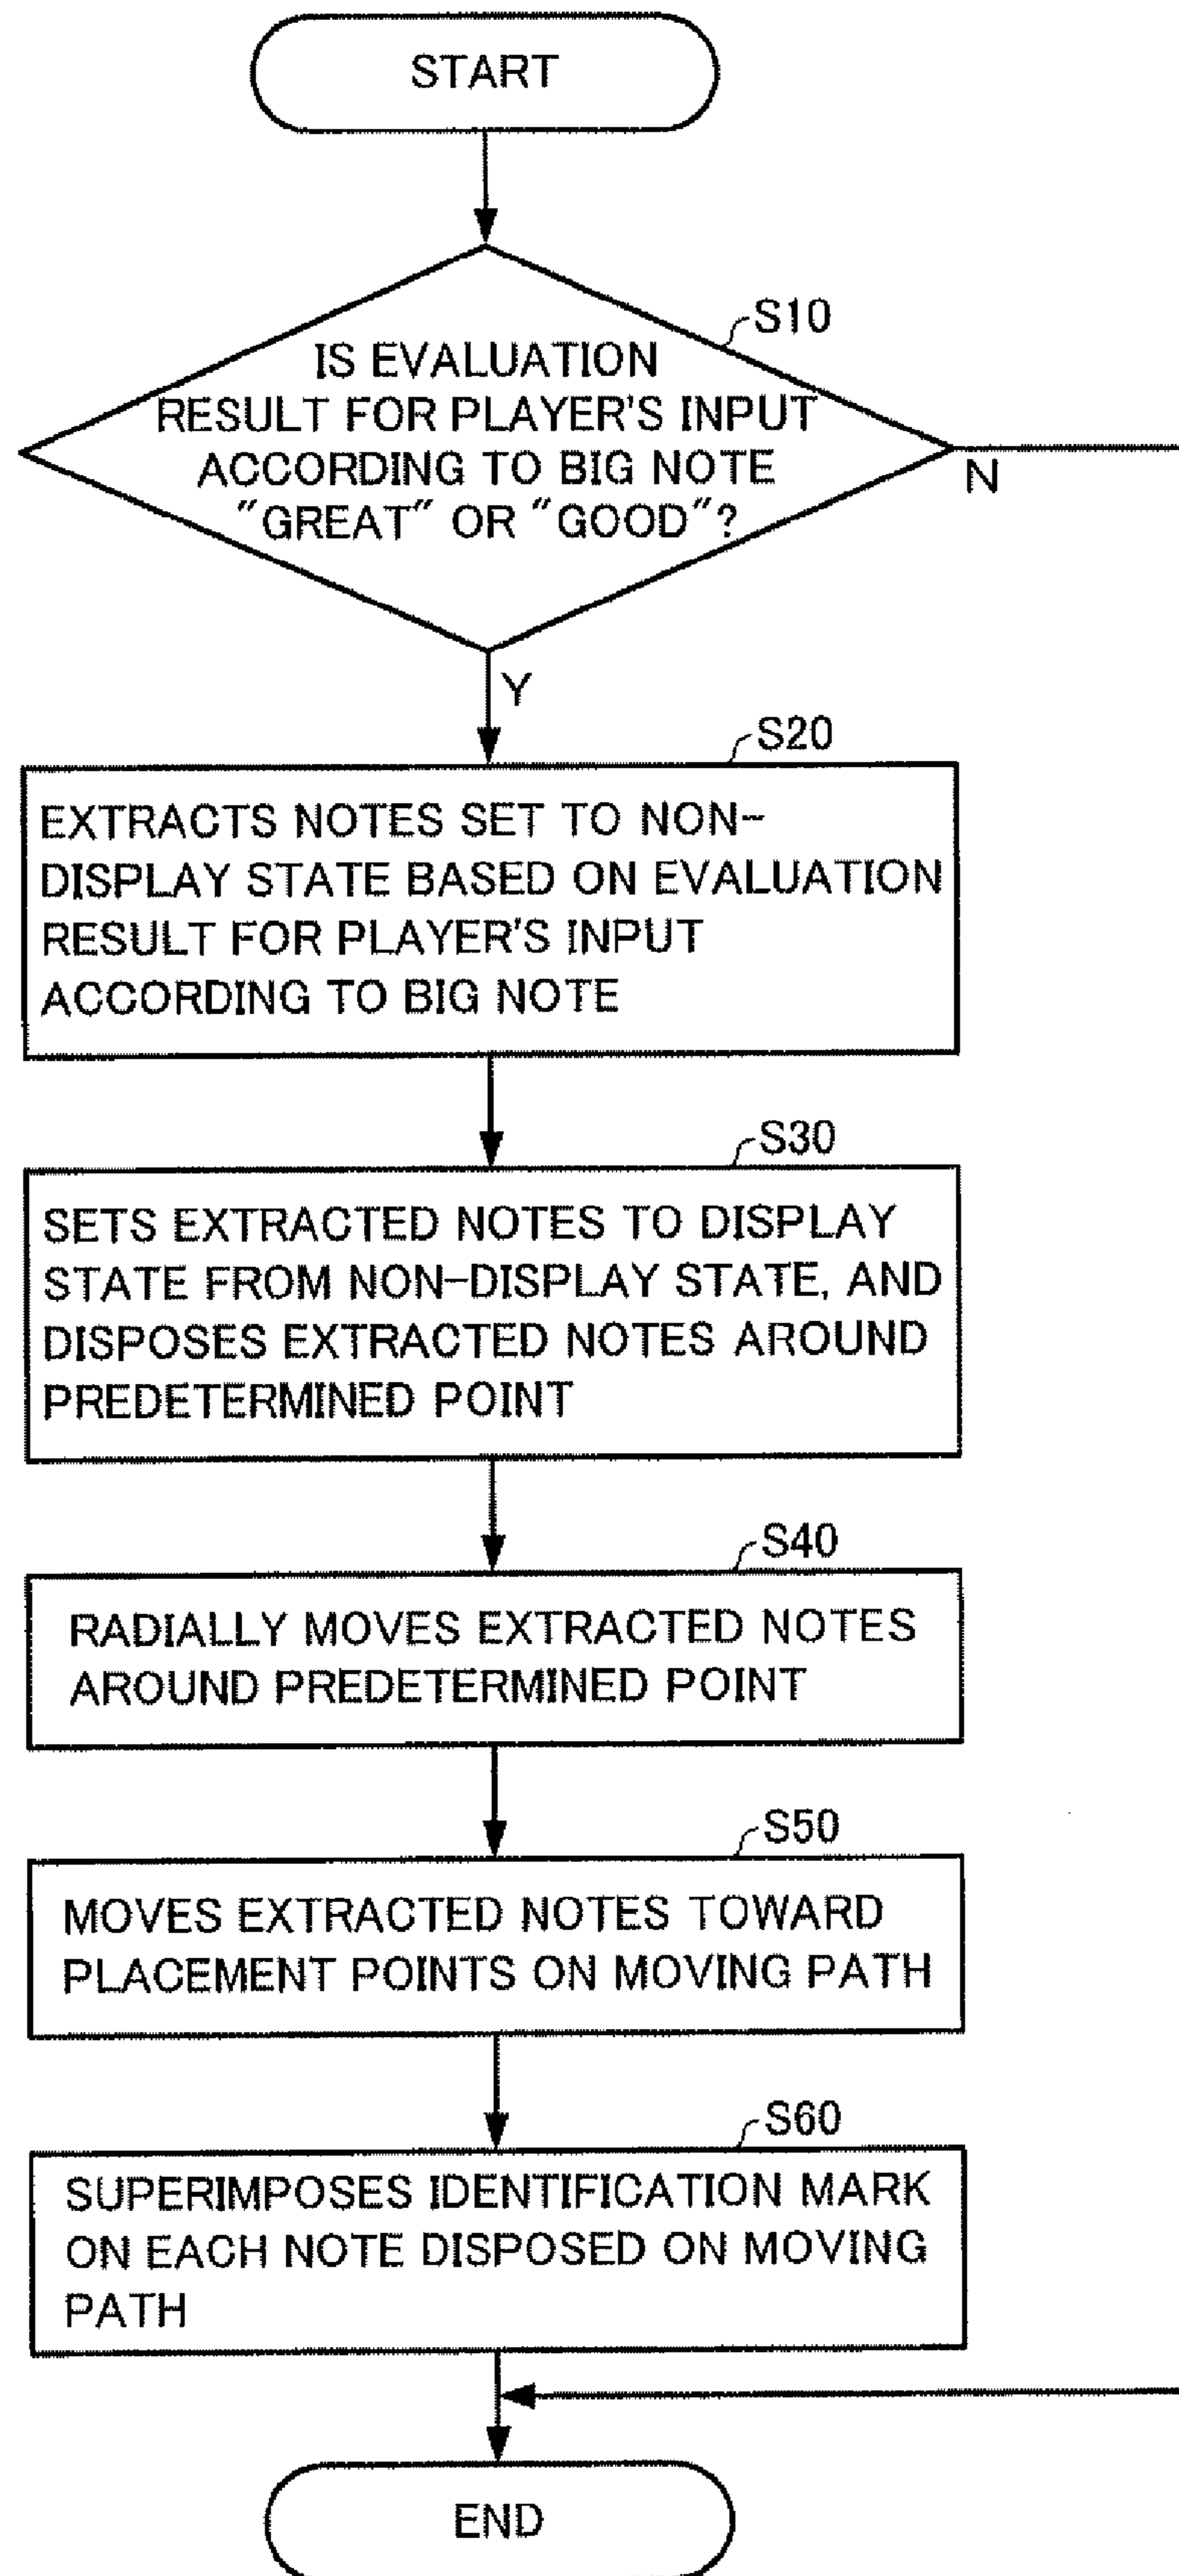 START
S10
IS EVALUATION
RESULT FOR PLAYER'S INPUT
ACCORDING TO BIG NOTE
"GREAT" OR "GOOD"?
N
Y
S20
EXTRACTS NOTES SET TO NON-
DISPLAY STATE BASED ON EVALUATION
RESULT FOR PLAYER'S INPUT
ACCORDING TO BIG NOTE
S30
SETS EXTRACTED NOTES TO DISPLAY
STATE FROM NON-DISPLAY STATE, AND
DISPOSES EXTRACTED NOTES AROUND
PREDETERMINED POINT
S40
RADIALLY MOVES EXTRACTED NOTES
AROUND PREDETERMINED POINT
S50
MOVES EXTRACTED NOTES TOWARD
PLACEMENT POINTS ON MOVING PATH
S60
SUPERIMPOSES IDENTIFICATION MARK
ON EACH NOTE DISPOSED ON MOVING
PATH
END